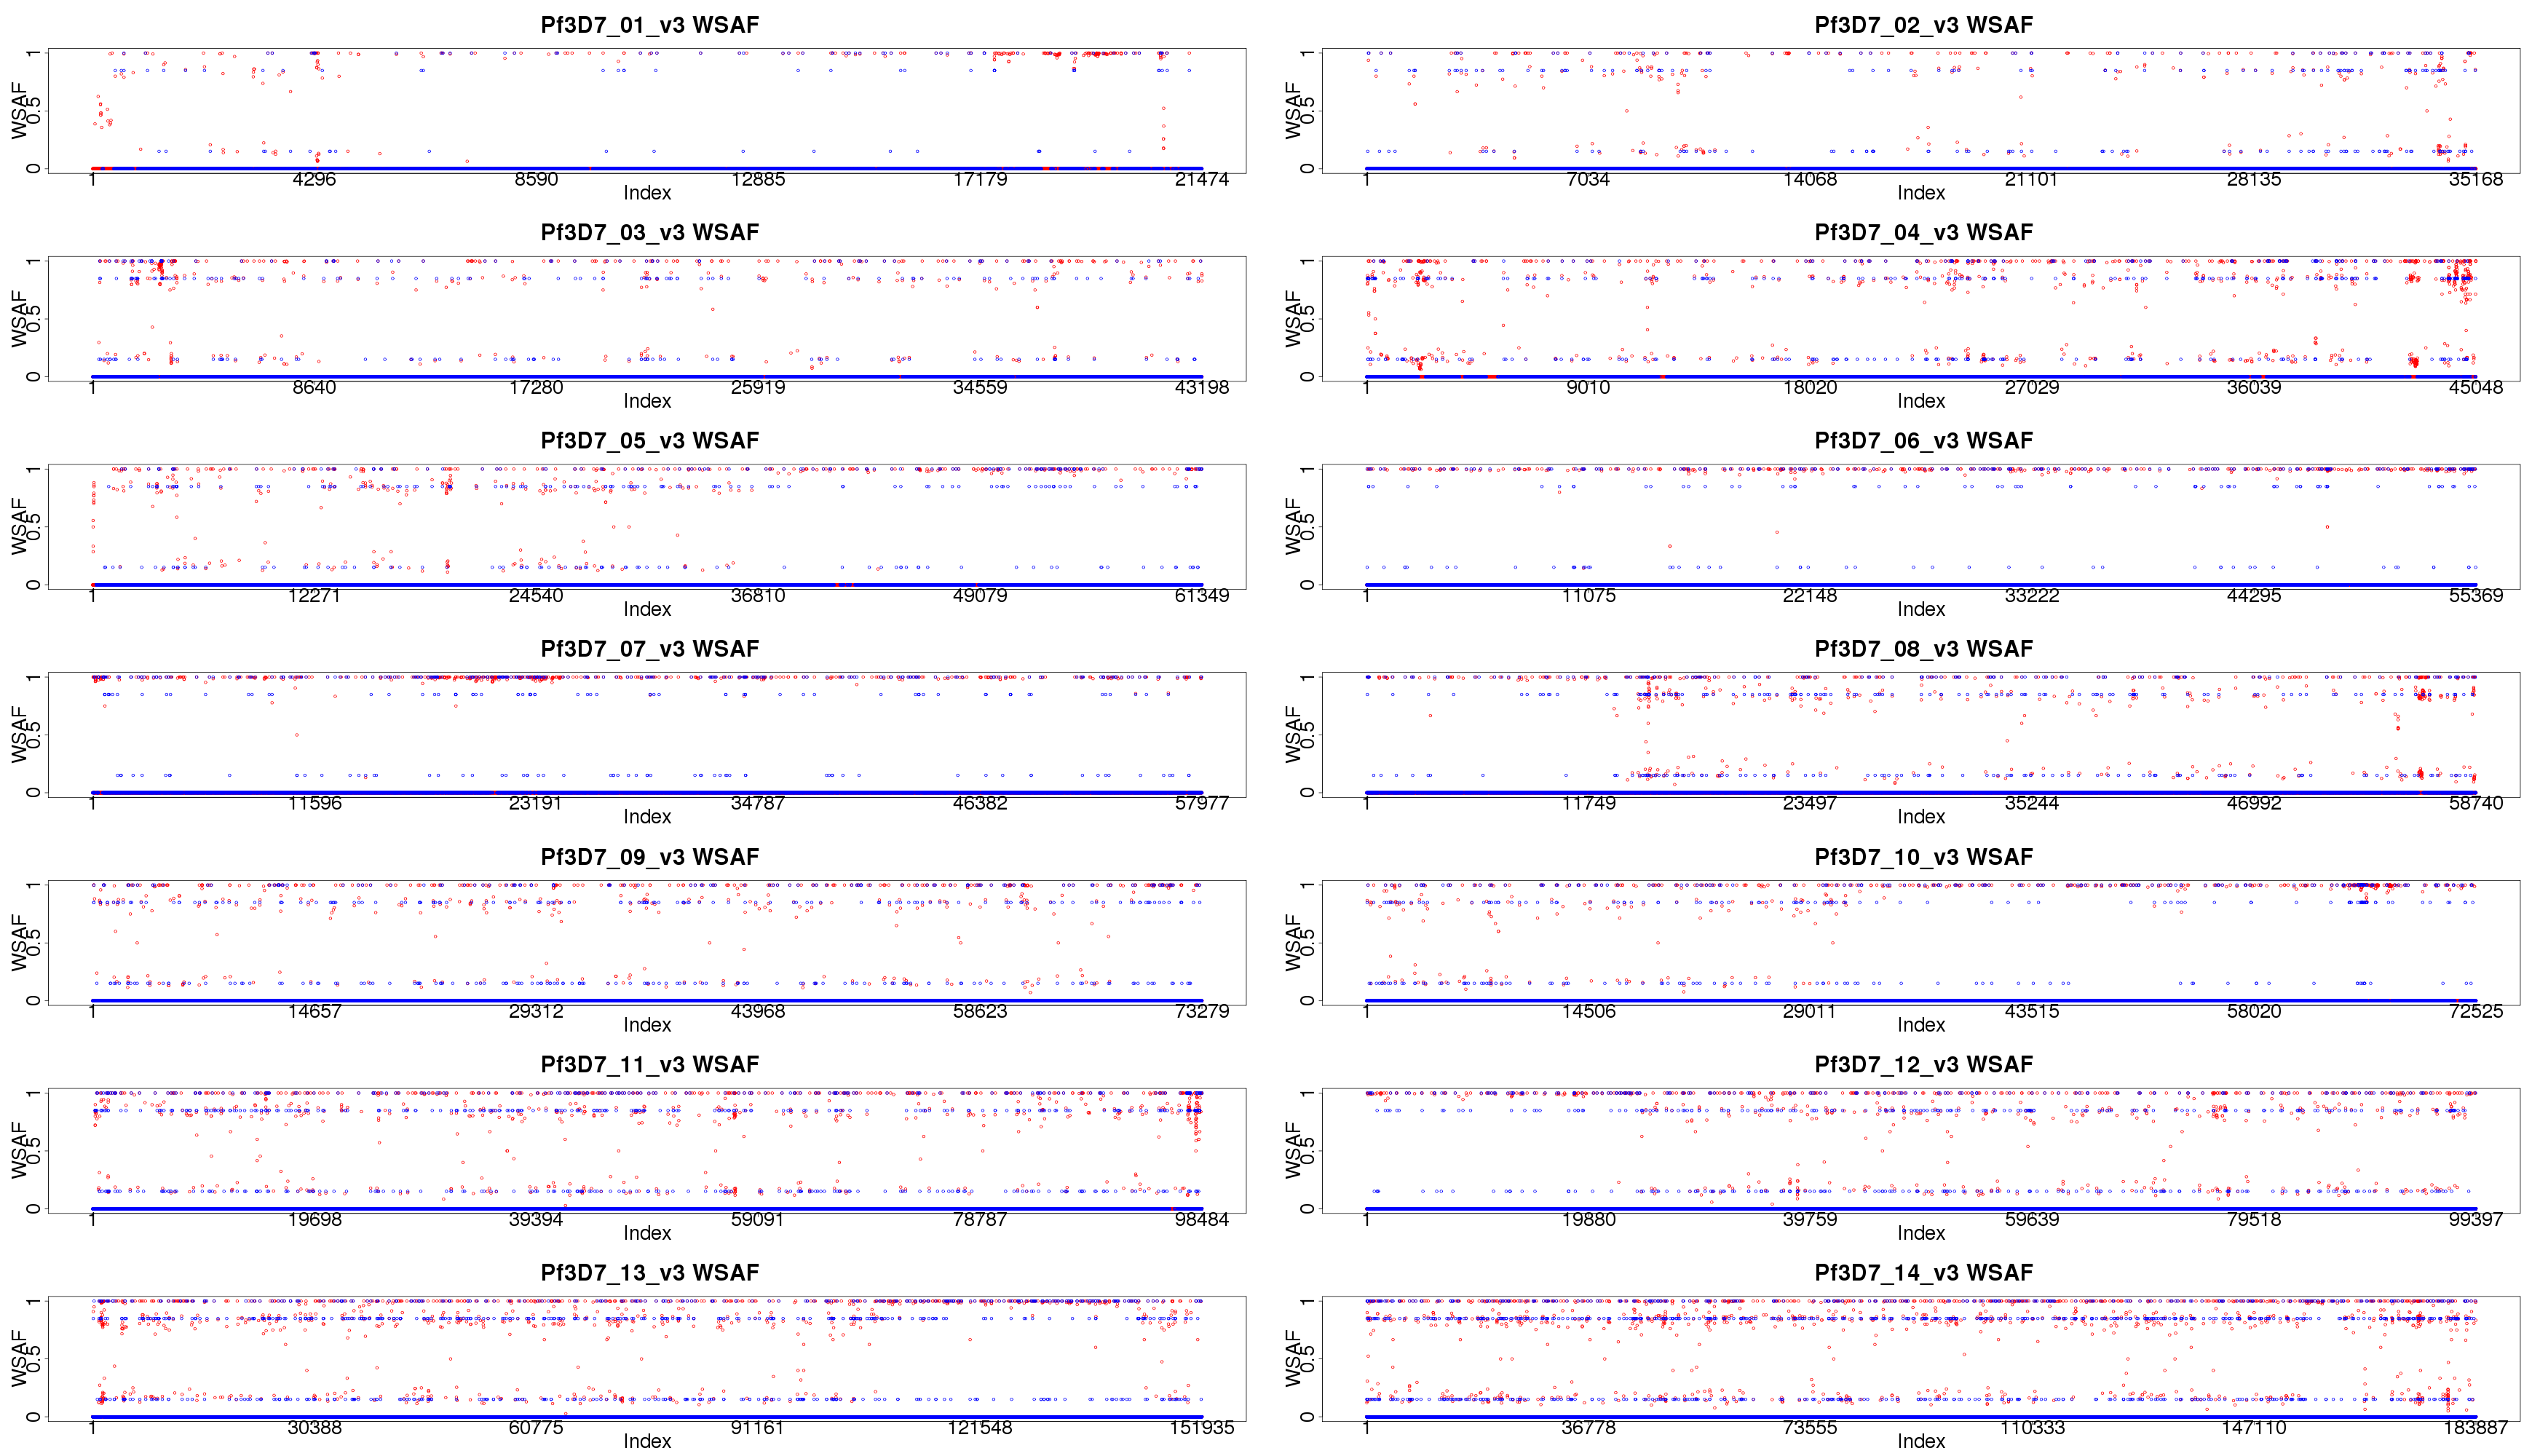 Pf3D7_01_v3 WSAF
WSAF
0 0.5 1
1 4296 8590 12885 17179 21474
Index
Pf3D7_02_v3 WSAF
WSAF
0 0.5 1
1 7034 14068 21101 28135 35168
Index
Pf3D7_03_v3 WSAF
WSAF
0 0.5 1
1 8640 17280 25919 34559 43198
Index
Pf3D7_04_v3 WSAF
WSAF
0 0.5 1
1 9010 18020 27029 36039 45048
Index
Pf3D7_05_v3 WSAF
WSAF
0 0.5 1
1 12271 24540 36810 49079 61349
Index
Pf3D7_06_v3 WSAF
WSAF
0 0.5 1
1 11075 22148 33222 44295 55369
Index
Pf3D7_07_v3 WSAF
WSAF
0 0.5 1
1 11596 23191 34787 46382 57977
Index
Pf3D7_08_v3 WSAF
WSAF
0 0.5 1
1 11749 23497 35244 46992 58740
Index
Pf3D7_09_v3 WSAF
WSAF
0 0.5 1
1 14657 29312 43968 58623 73279
Index
Pf3D7_10_v3 WSAF
WSAF
0 0.5 1
1 14506 29011 43515 58020 72525
Index
Pf3D7_11_v3 WSAF
WSAF
0 0.5 1
1 19698 39394 59091 78787 98484
Index
Pf3D7_12_v3 WSAF
WSAF
0 0.5 1
1 19880 39759 59639 79518 99397
Index
Pf3D7_13_v3 WSAF
WSAF
0 0.5 1
1 30388 60775 91161 121548 151935
Index
Pf3D7_14_v3 WSAF
WSAF
0 0.5 1
1 36778 73555 110333 147110 183887
Index